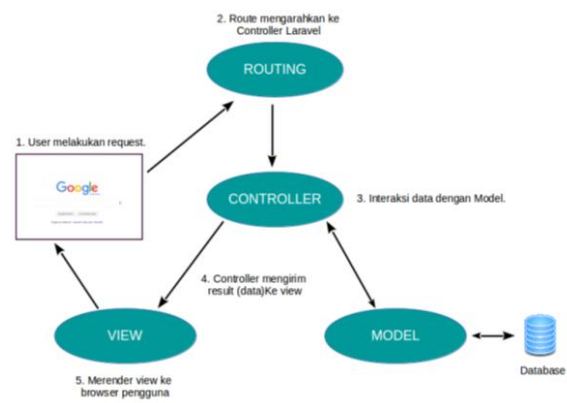 2. Route mengarahkan ke
Controller Laravel
ROUTING
1. User melakukan request.
Google
CONTROLLER
3. Interaksi data dengan Model.
4. Controller mengirim
result (data)Ke view
VIEW
MODEL
Database
5. Merender view ke
browser pengguna